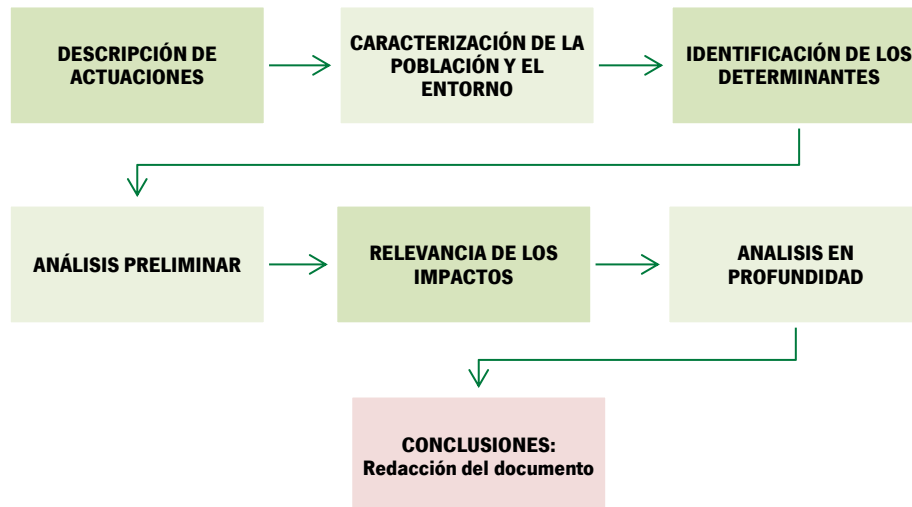 DESCRIPCIÓN DE
ACTUACIONES
CARACTERIZACIÓN DE LA
POBLACIÓN Y EL
ENTORNO
IDENTIFICACIÓN DE LOS
DETERMINANTES
ANÁLISIS PRELIMINAR
RELEVANCIA DE LOS
IMPACTOS
ANALISIS EN
PROFUNDIDAD
CONCLUSIONES:
Redacción del documento